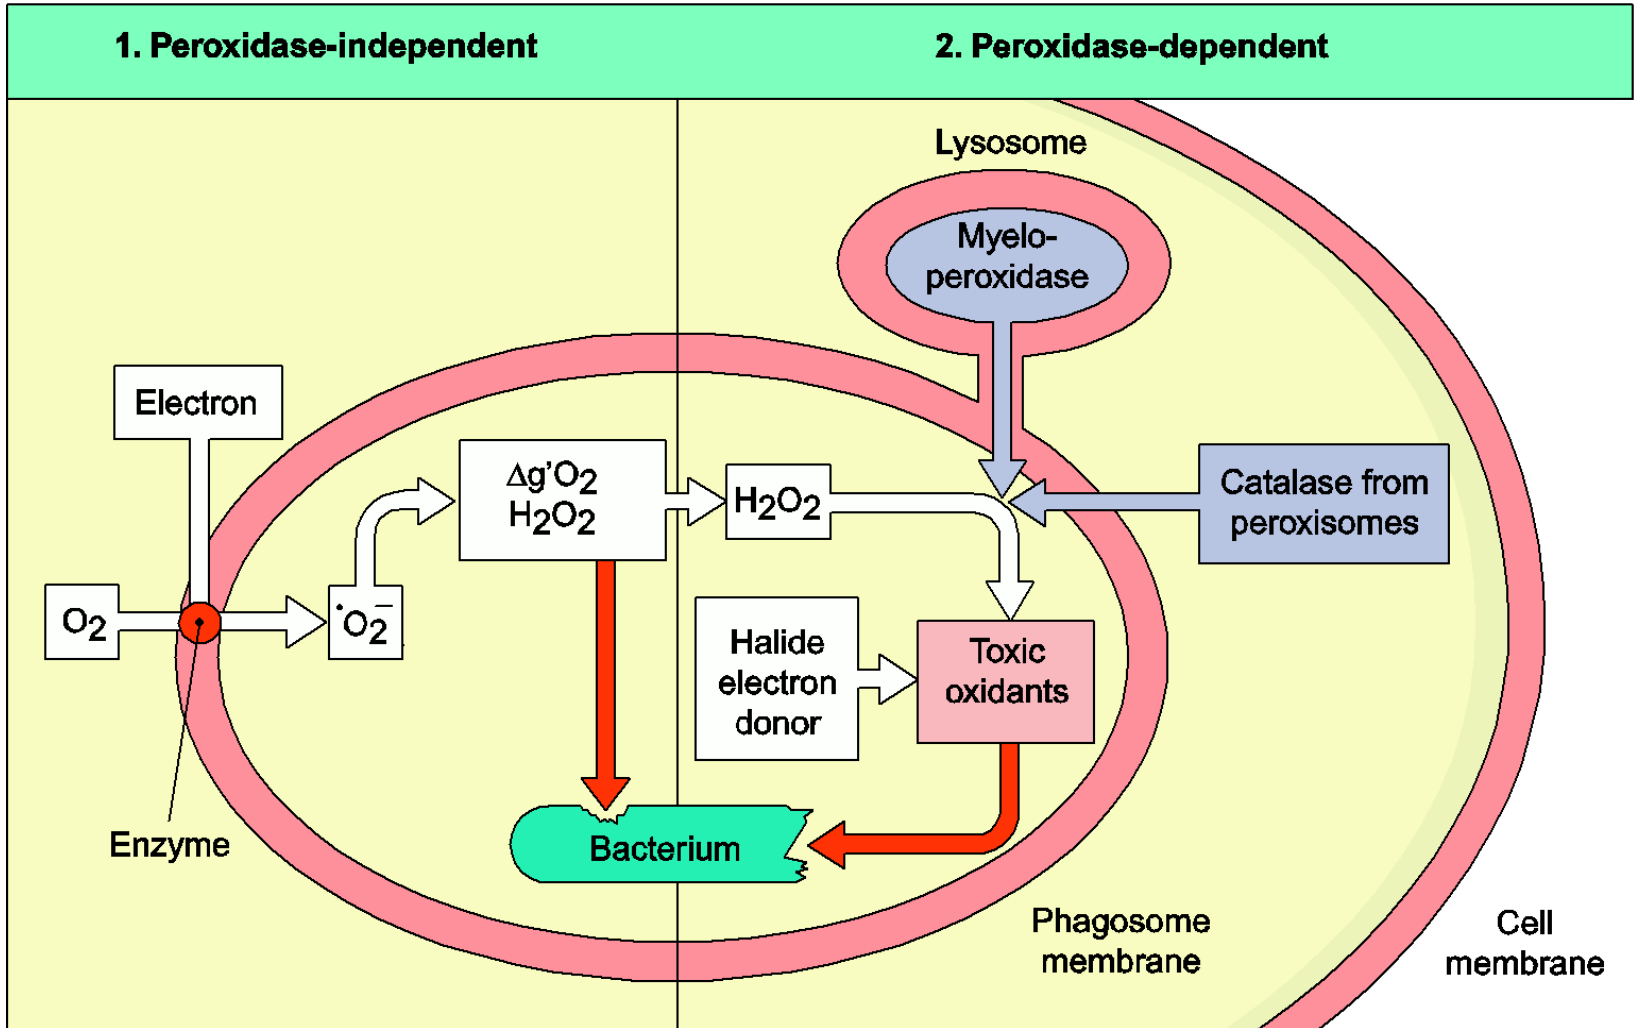 1. Peroxidase-independent
2. Peroxidase-dependent
Lysosome
Myelo-
peroxidase
Electron
Δg'O₂
H₂O₂
H₂O₂
Catalase from
peroxisomes
O₂
˙O₂⁻
Halide
electron
donor
Toxic
oxidants
Enzyme
Bacterium
Phagosome
membrane
Cell
membrane